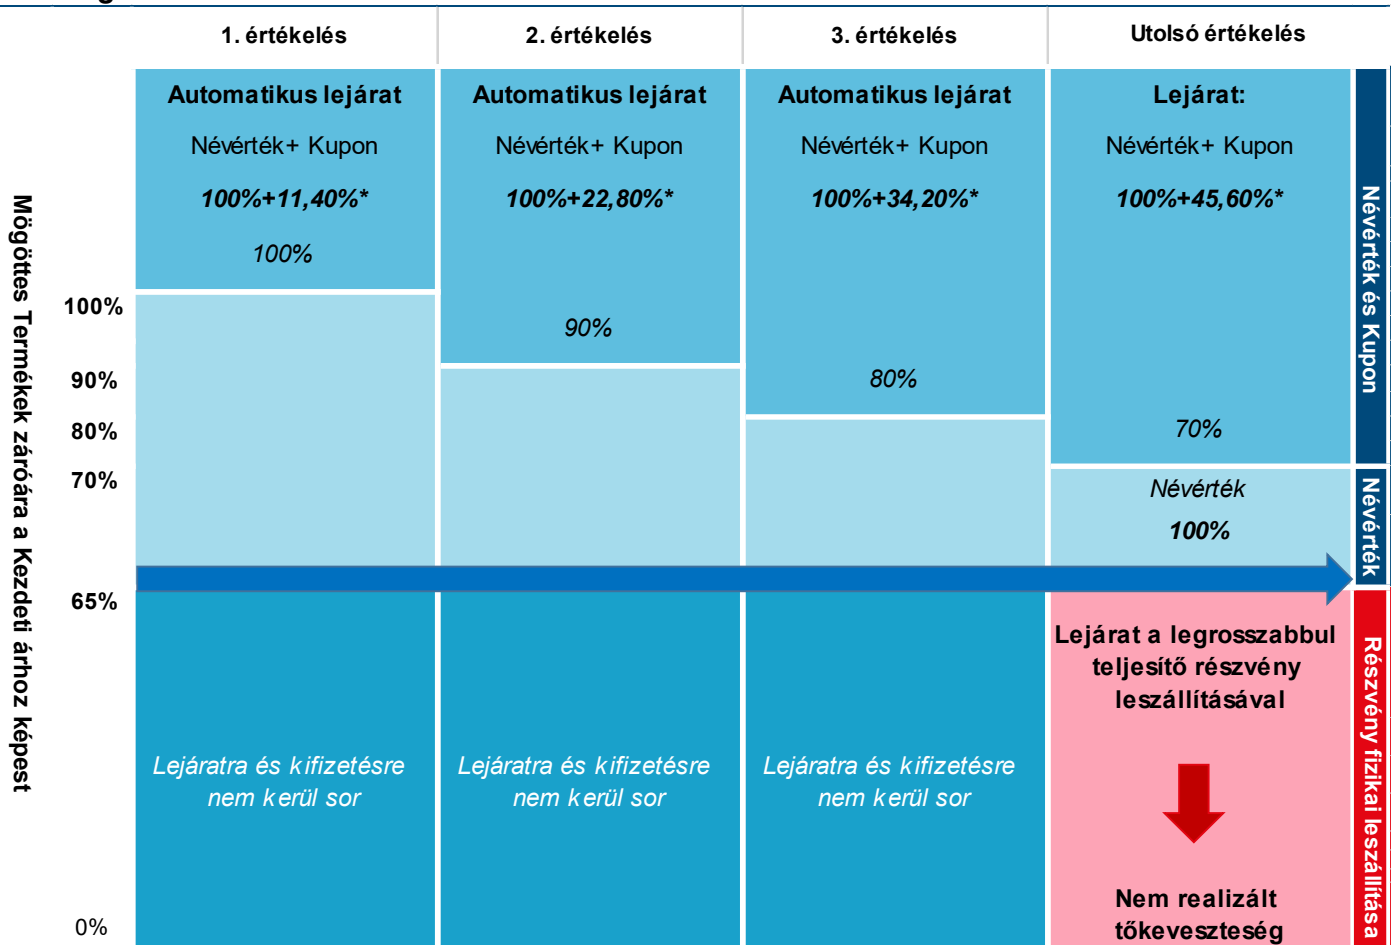 1. értékelés
2. értékelés
3. értékelés
Utolsó értékelés
Automatikus lejárat
Névérték+ Kupon
100%+11,40%*
100%
Automatikus lejárat
Névérték+ Kupon
100%+22,80%*
90%
Automatikus lejárat
Névérték+ Kupon
100%+34,20%*
80%
Lejárat:
Névérték+ Kupon
100%+45,60%*
70%
Névérték
100%
Mögöttes Termékek záróára a Kezdeti árhoz képest
100%
90%
80%
70%
65%
0%
Lejáratra és kifizetésre
nem kerül sor
Lejáratra és kifizetésre
nem kerül sor
Lejáratra és kifizetésre
nem kerül sor
Lejárat a legrosszabbul
teljesítő részvény
leszállításával
Nem realizált
tőkeveszteség
Névérték és Kupon
Névérték
Részvény fizikai leszállítása